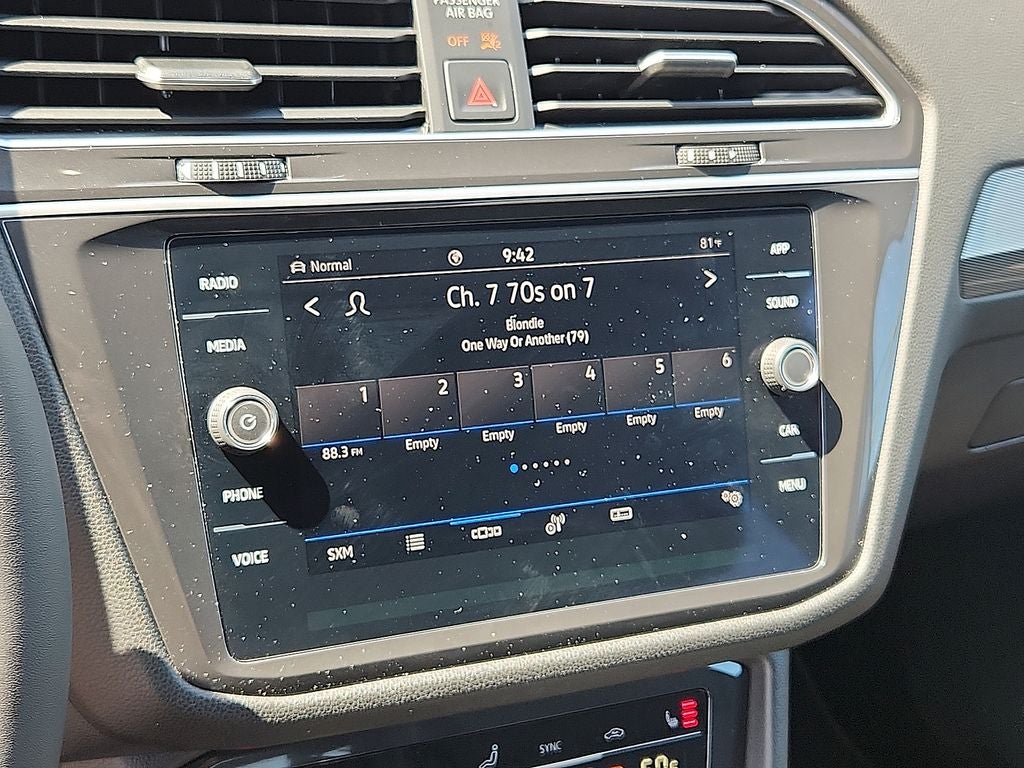 PASSENGER
AIR BAG
OFF
RADIO
MEDIA
PHONE
VOICE
Normal
9:42
81°F
Ch. 7 70s on 7
Blondie
One Way Or Another (79)
1 2 3 4 5 6
88.3 FM Empty Empty Empty Empty Empty
SXM
APP
SOUND
CAR
MENU
SYNC